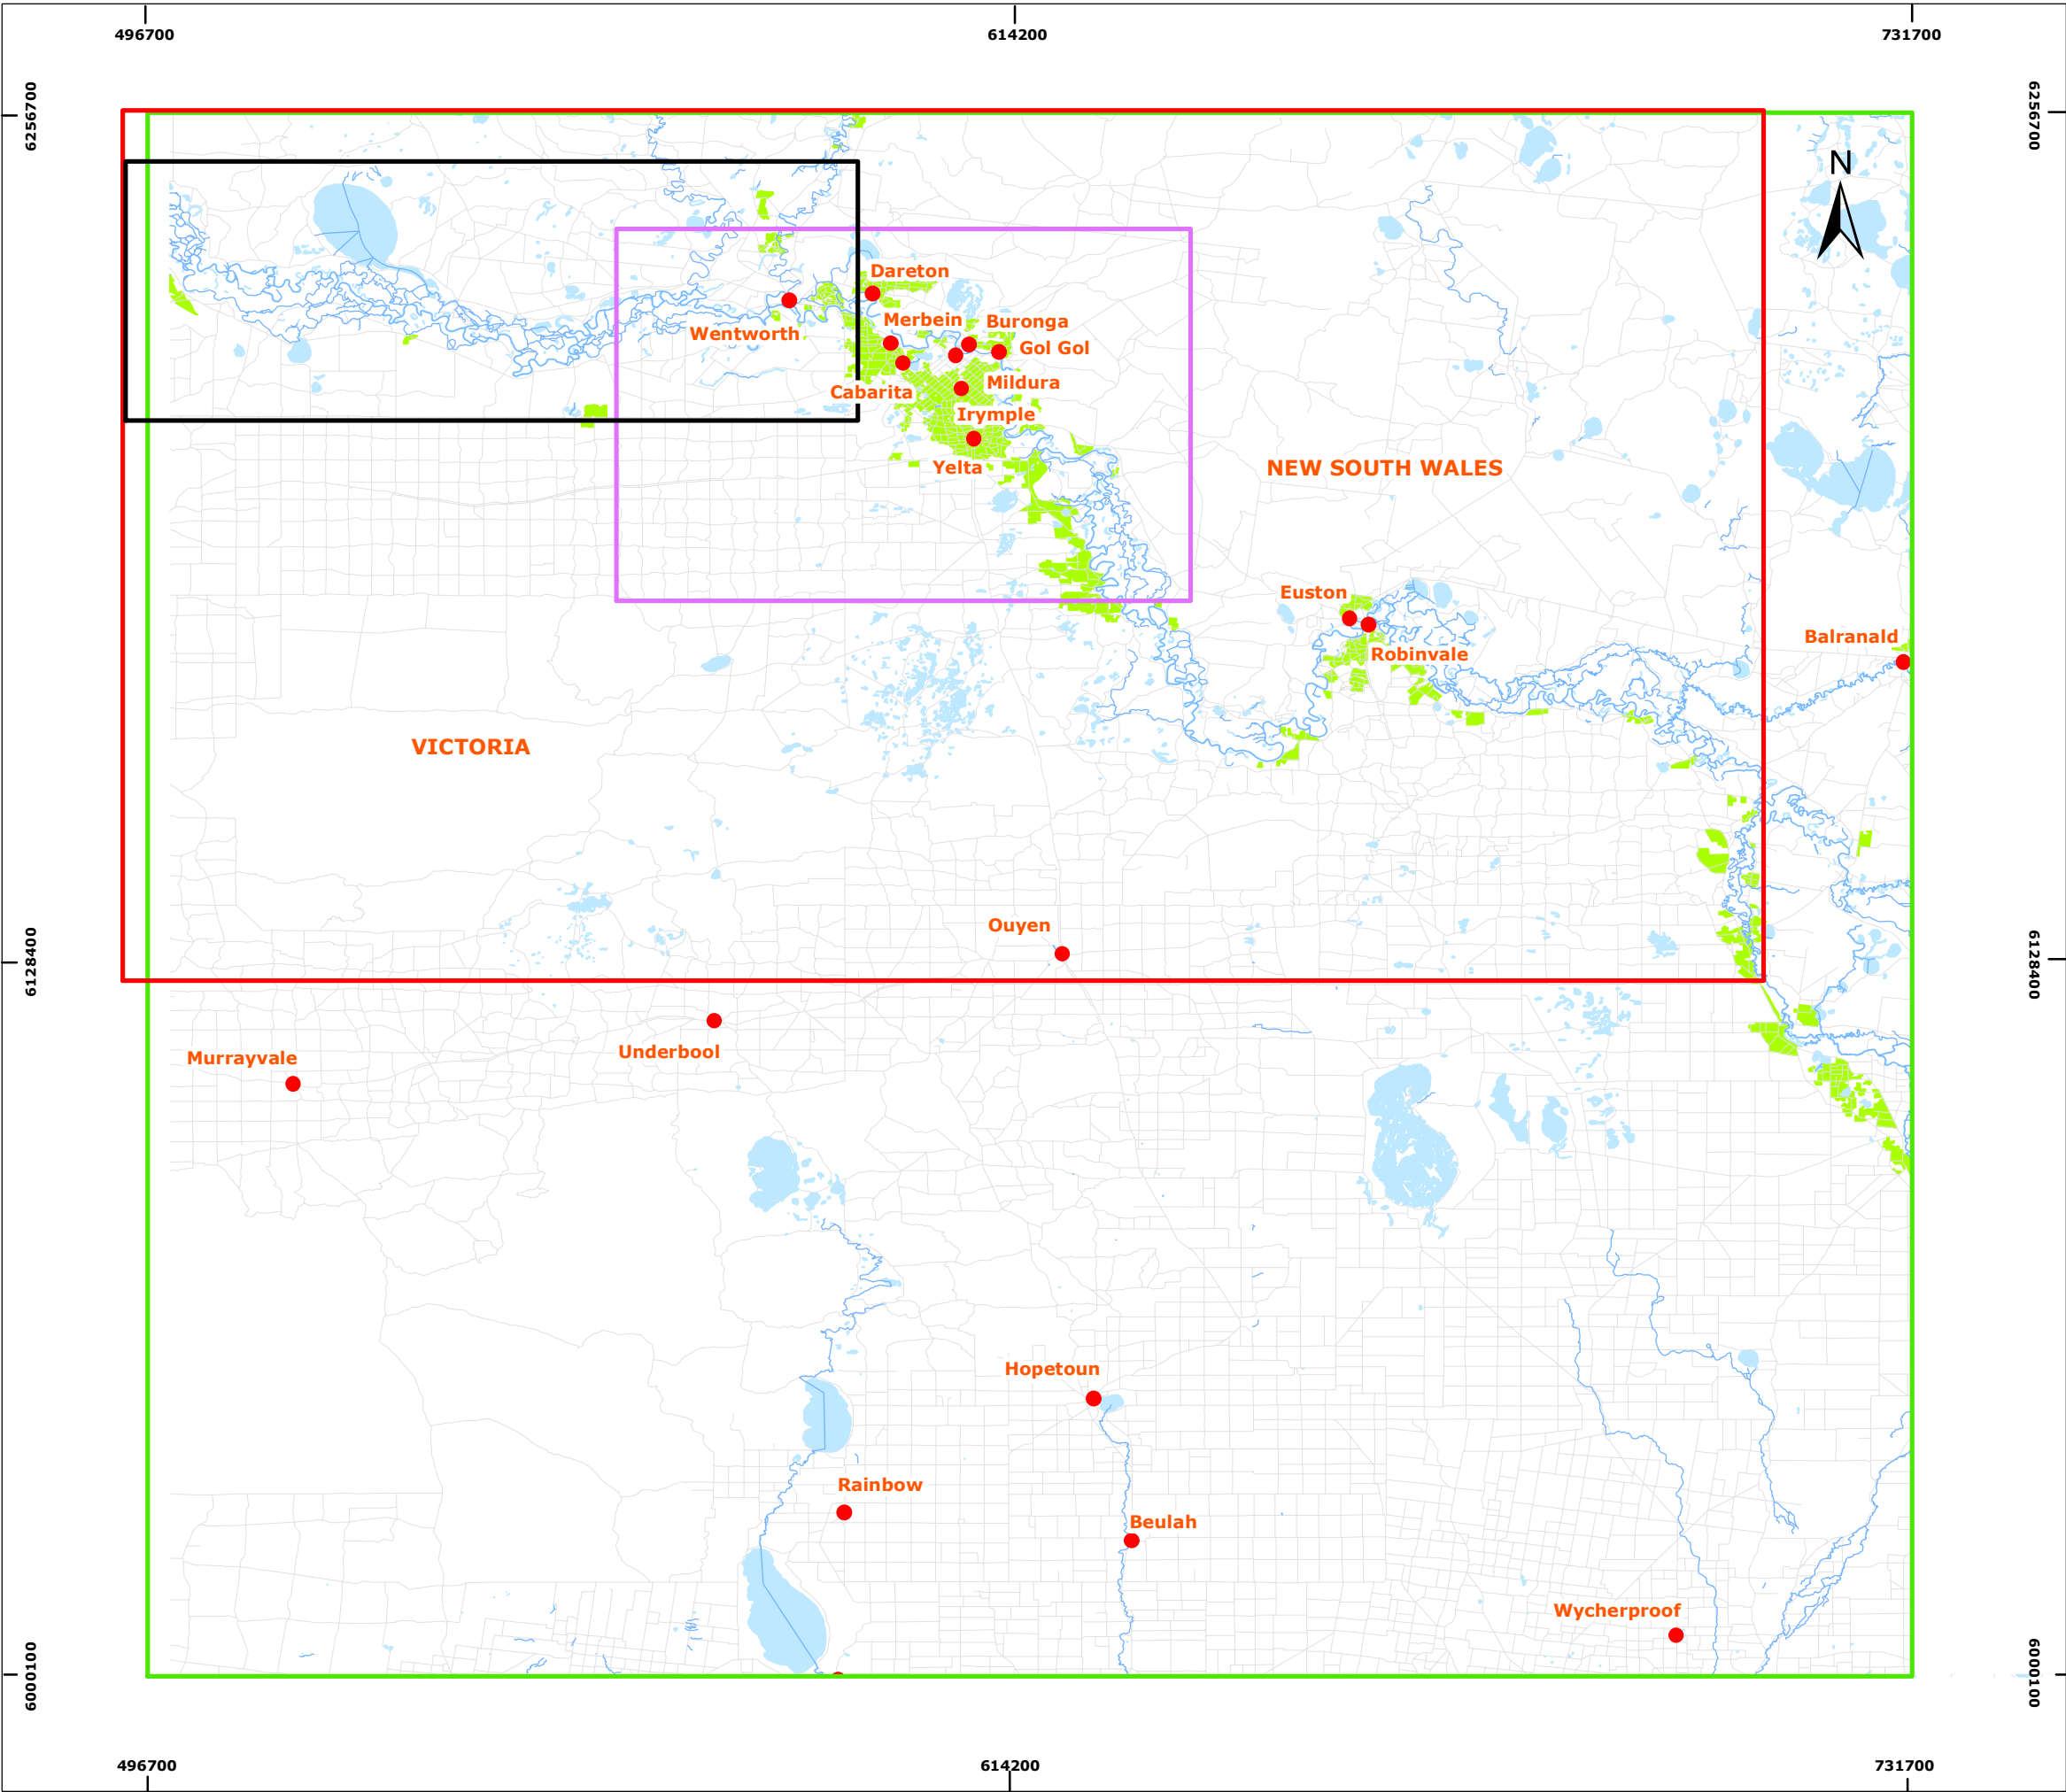 496700
614200
731700
6256700
6256700
N
Dareton
Merbein
Buronga
Wentworth
Gol Gol
Cabarita
Mildura
Irymple
Yelta
NEW SOUTH WALES
Euston
Balranald
Robinvale
VICTORIA
Ouyen
6128400
6128400
Underbool
Murrayvale
Hopetoun
Rainbow
Beulah
Wycherproof
6000100
6000100
496700
614200
731700